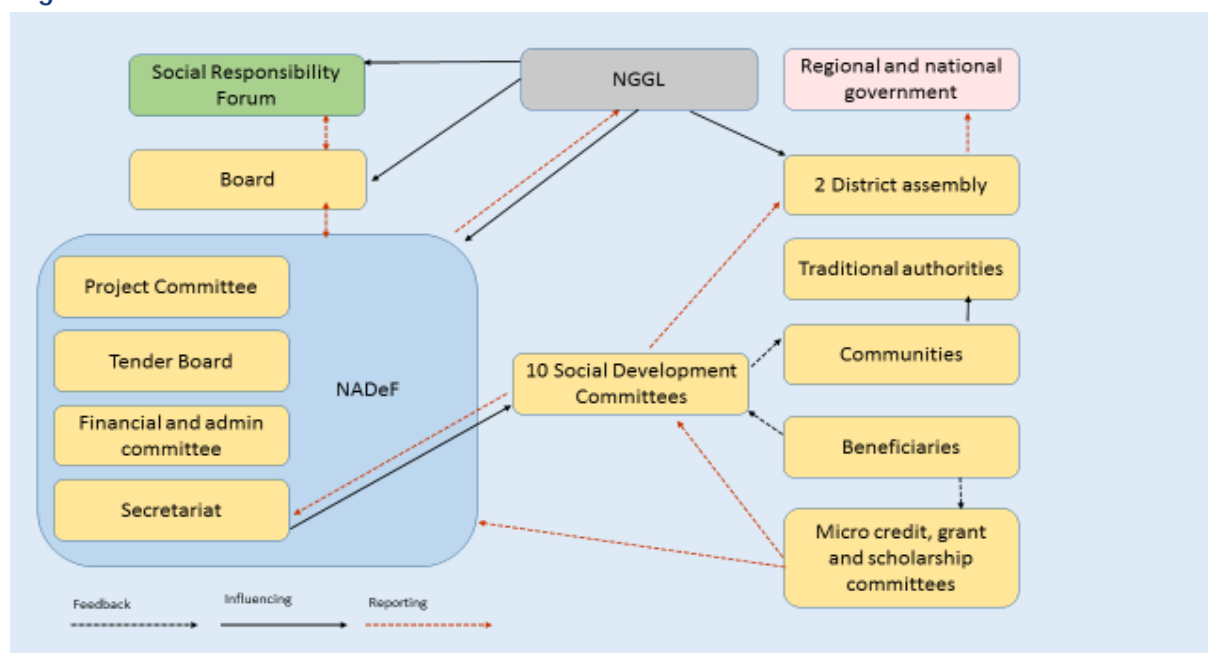 Social Responsibility
Forum
NGGL
Regional and national
government
Board
2 District assembly
Project Committee
Traditional authorities
Tender Board
NADeF
10 Social Development
Committees
Communities
Financial and admin
committee
Beneficiaries
Secretariat
Micro credit, grant
and scholarship
committees
Feedback
Influencing
Reporting